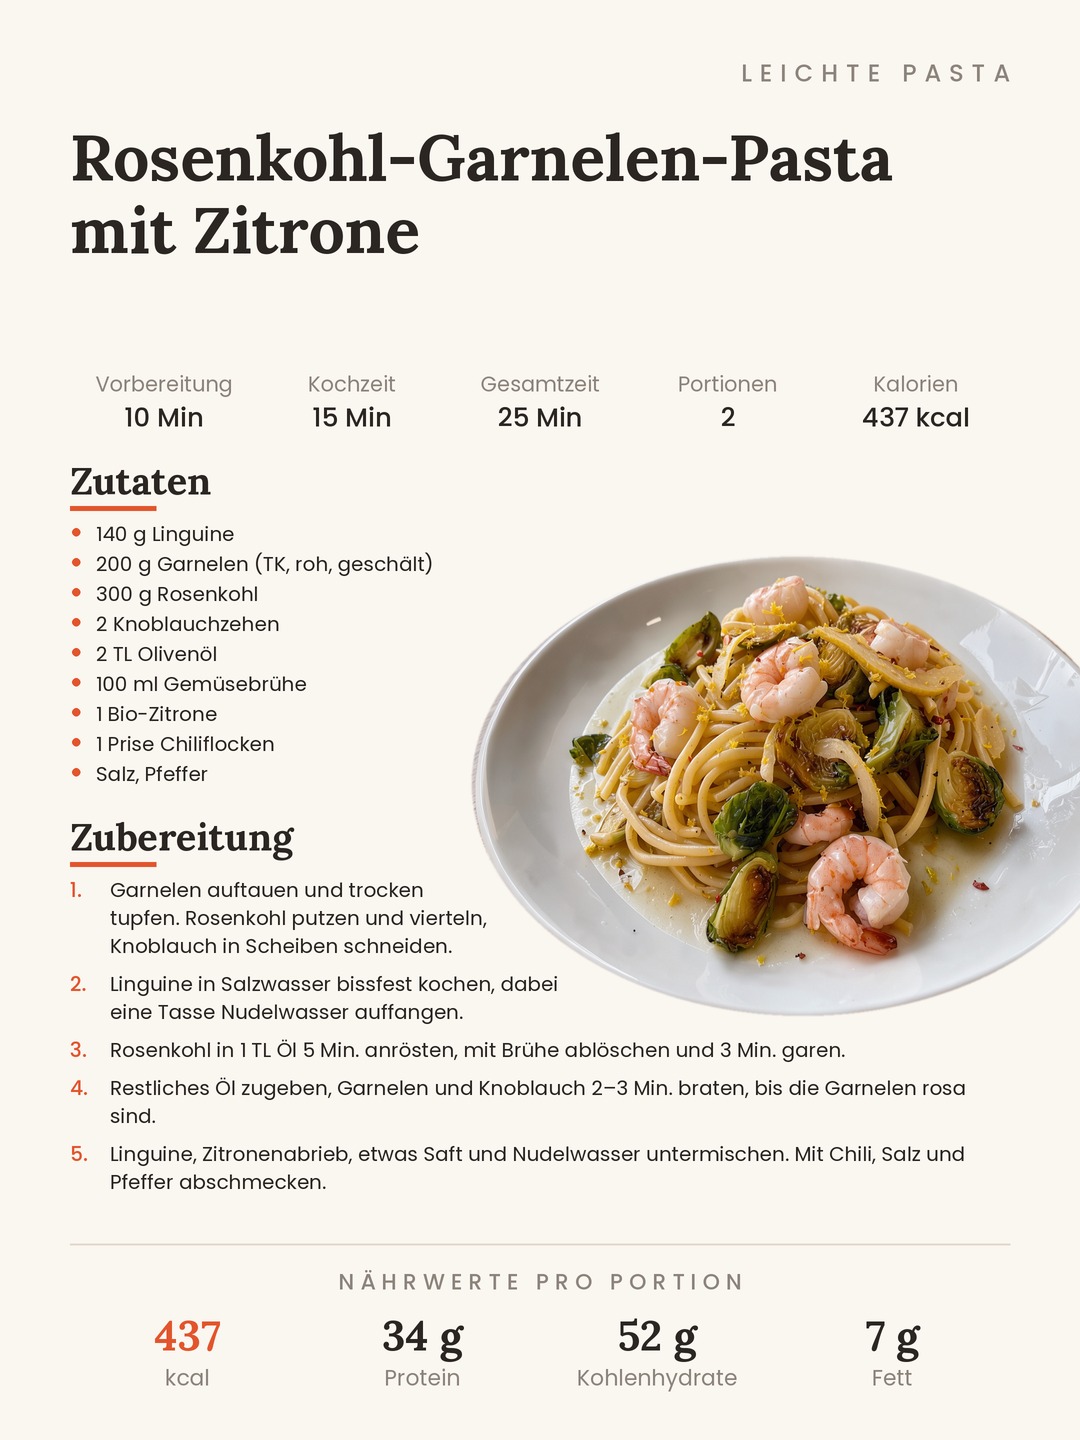 LEICHTE PASTA
Rosenkohl-Garnelen-Pasta
mit Zitrone
Vorbereitung Kochzeit Gesamtzeit Portionen Kalorien
10 Min 15 Min 25 Min 2 437 kcal
Zutaten
• 140 g Linguine
• 200 g Garnelen (TK, roh, geschält)
• 300 g Rosenkohl
• 2 Knoblauchzehen
• 2 TL Olivenöl
• 100 ml Gemüsebrühe
• 1 Bio-Zitrone
• 1 Prise Chiliflocken
• Salz, Pfeffer
Zubereitung
1. Garnelen auftauen und trocken
tupfen. Rosenkohl putzen und vierteln,
Knoblauch in Scheiben schneiden.
2. Linguine in Salzwasser bissfest kochen, dabei
eine Tasse Nudelwasser auffangen.
3. Rosenkohl in 1 TL Öl 5 Min. anrösten, mit Brühe ablöschen und 3 Min. garen.
4. Restliches Öl zugeben, Garnelen und Knoblauch 2–3 Min. braten, bis die Garnelen rosa
sind.
5. Linguine, Zitronenabrieb, etwas Saft und Nudelwasser untermischen. Mit Chili, Salz und
Pfeffer abschmecken.
NÄHRWERTE PRO PORTION
437 34 g 52 g 7 g
kcal Protein Kohlenhydrate Fett